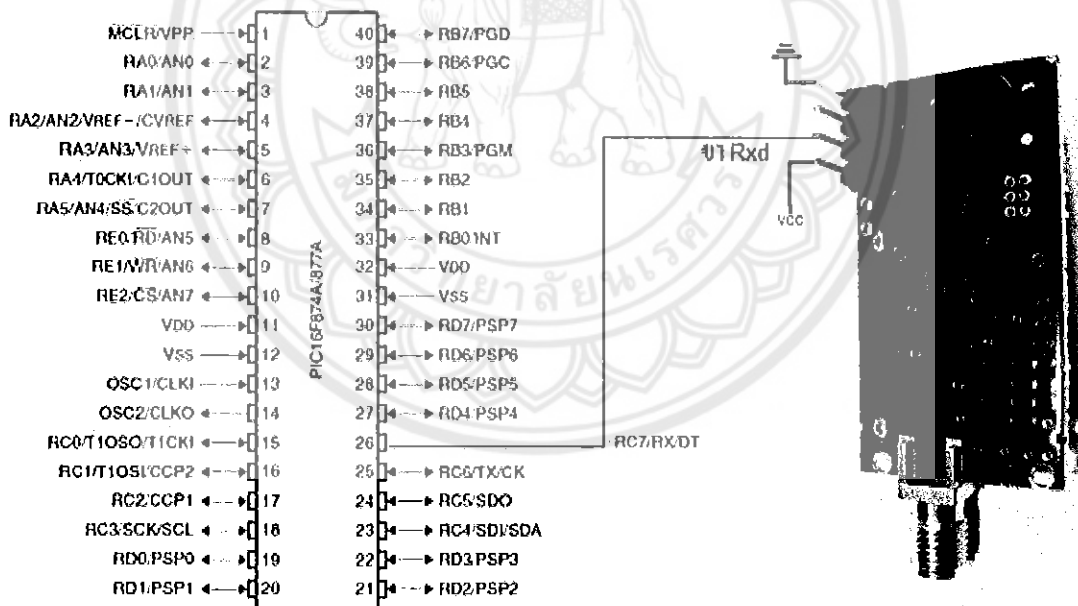 MCLR/VPP 1
RA0/AN0 2
RA1/AN1 3
RA2/AN2/VREF-/CVREF 4
RA3/AN3/VREF+ 5
RA4/T0CKI/C1OUT 6
RA5/AN4/SS/C2OUT 7
RE0/RD/AN5 8
RE1/WR/AN6 9
RE2/CS/AN7 10
VDD 11
VSS 12
OSC1/CLKI 13
OSC2/CLKO 14
RC0/T1OSO/T1CKI 15
RC1/T1OSI/CCP2 16
RC2/CCP1 17
RC3/SCK/SCL 18
RD0/PSP0 19
RD1/PSP1 20
PIC16F874A/877A
40 RB7/PGD
39 RB6/PGC
38 RB5
37 RB4
36 RB3/PGM
35 RB2
34 RB1
33 RB0/INT
32 VDD
31 VSS
30 RD7/PSP7
29 RD6/PSP6
28 RD5/PSP5
27 RD4/PSP4
26 RC7/RX/DT
25 RC6/TX/CK
24 RC5/SDO
23 RC4/SDI/SDA
22 RD3/PSP3
21 RD2/PSP2
ขา Rxd
VCC